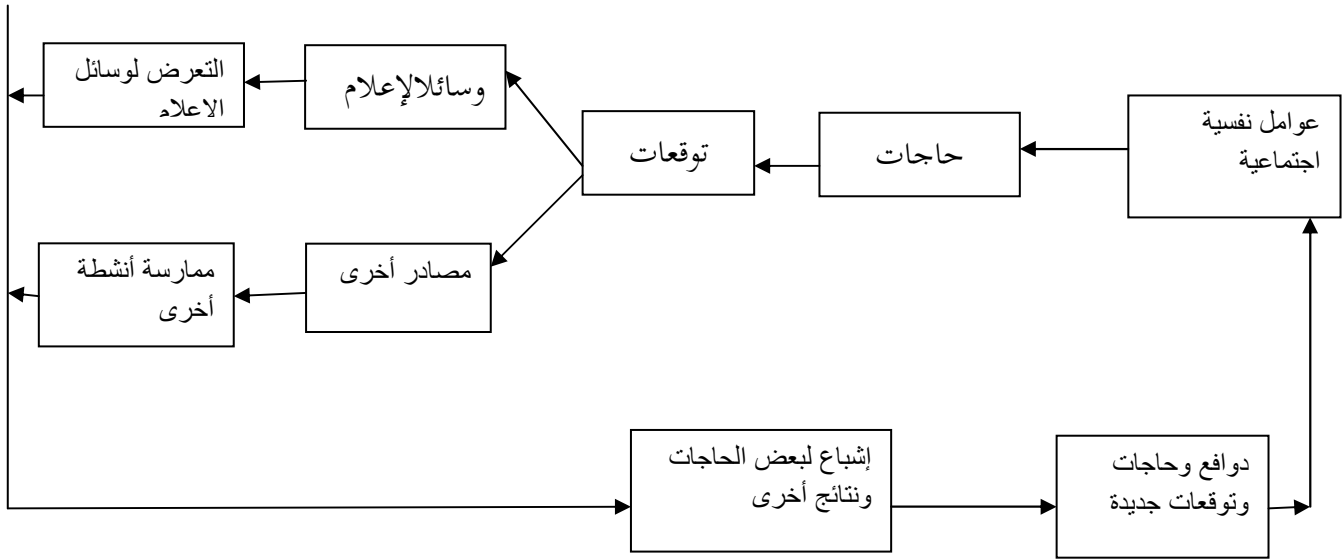 عوامل نفسية
اجتماعية
حاجات
توقعات
وسائلالإعلام
التعرض لوسائل
الاعلام
مصادر أخرى
ممارسة أنشطة
أخرى
إشباع لبعض الحاجات
ونتائج أخرى
دوافع وحاجات
وتوقعات جديدة